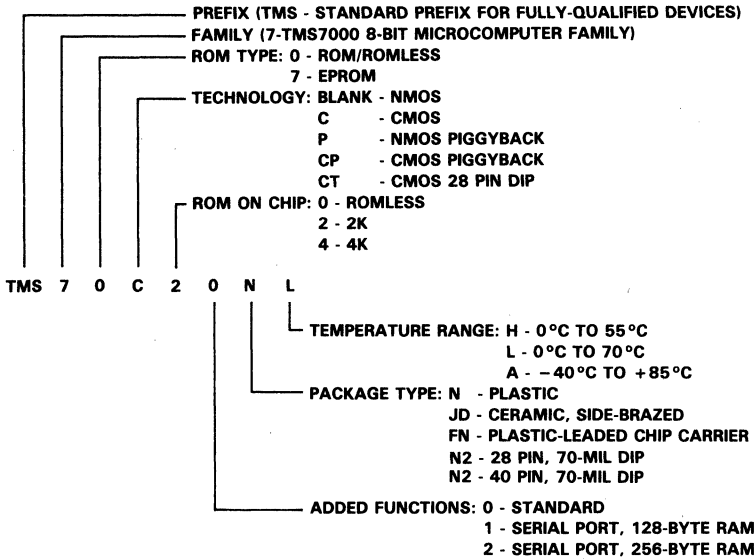 PREFIX (TMS - STANDARD PREFIX FOR FULLY-QUALIFIED DEVICES)
FAMILY (7-TMS7000 8-BIT MICROCOMPUTER FAMILY)
ROM TYPE: 0 - ROM/ROMLESS
7 - EPROM
TECHNOLOGY: BLANK - NMOS
C - CMOS
P - NMOS PIGGYBACK
CP - CMOS PIGGYBACK
CT - CMOS 28 PIN DIP
ROM ON CHIP: 0 - ROMLESS
2 - 2K
4 - 4K
TMS 7 0 C 2 0 N L
TEMPERATURE RANGE: H - 0°C TO 55°C
L - 0°C TO 70°C
A - −40°C TO +85°C
PACKAGE TYPE: N - PLASTIC
JD - CERAMIC, SIDE-BRAZED
FN - PLASTIC-LEADED CHIP CARRIER
N2 - 28 PIN, 70-MIL DIP
N2 - 40 PIN, 70-MIL DIP
ADDED FUNCTIONS: 0 - STANDARD
1 - SERIAL PORT, 128-BYTE RAM
2 - SERIAL PORT, 256-BYTE RAM